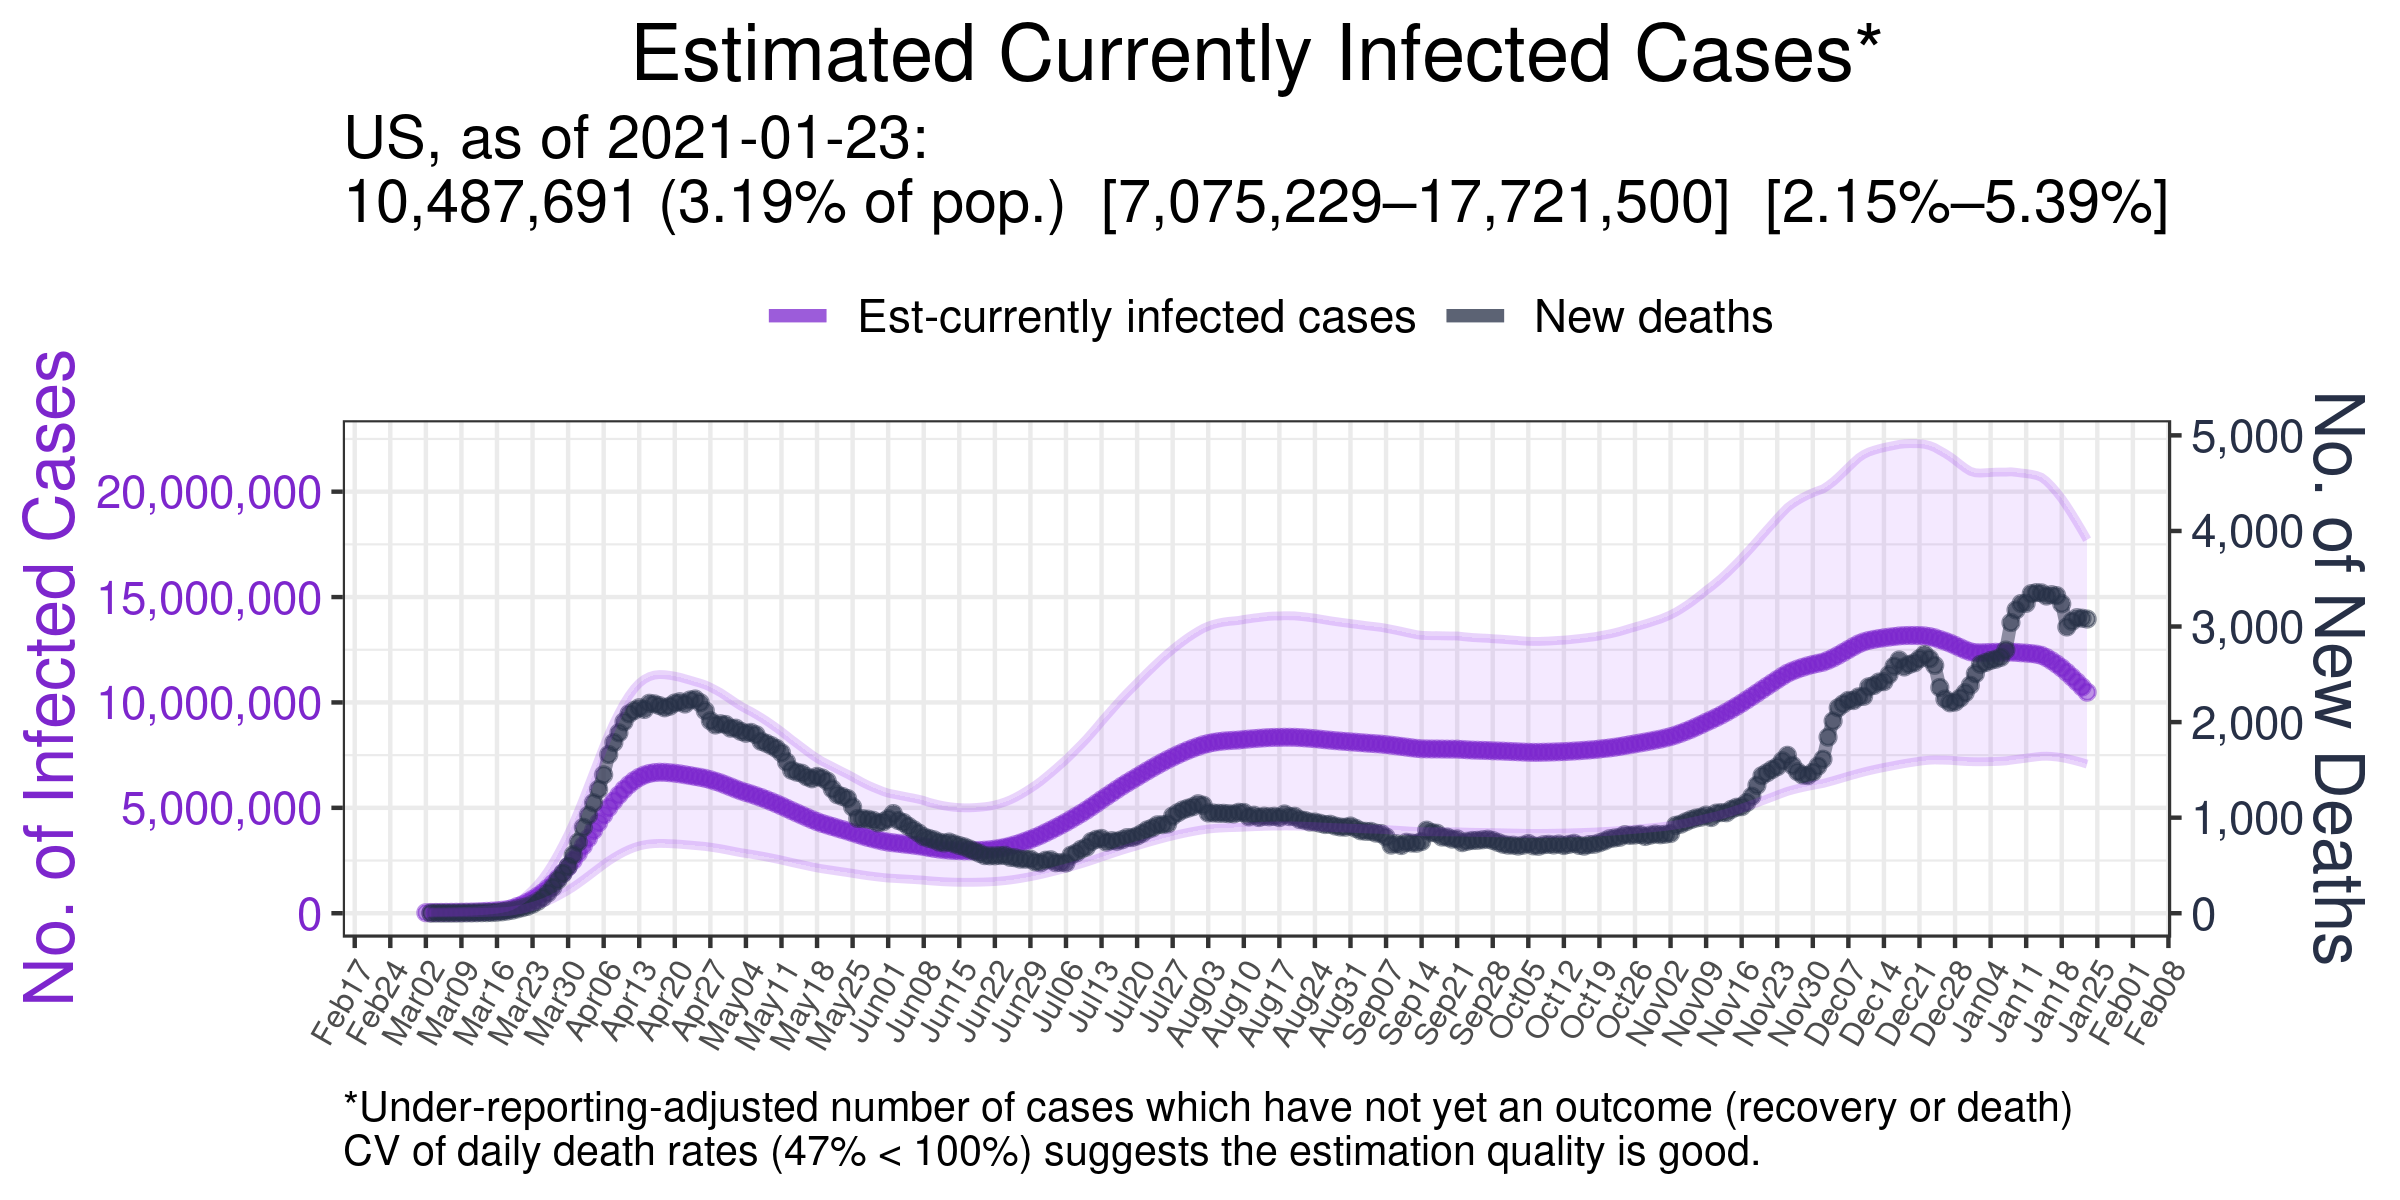 Estimated Currently Infected Cases*
US, as of 2021-01-23:
10,487,691 (3.19% of pop.) [7,075,229–17,721,500] [2.15%–5.39%]
Est-currently infected cases New deaths
No. of Infected Cases
20,000,000
15,000,000
10,000,000
5,000,000
0
5,000
4,000
3,000
2,000
1,000
0
No. of New Deaths
Feb17 Feb24 Mar02 Mar09 Mar16 Mar23 Mar30 Apr06 Apr13 Apr20 Apr27 May04 May11 May18 May25 Jun01 Jun08 Jun15 Jun22 Jun29 Jul06 Jul13 Jul20 Jul27 Aug03 Aug10 Aug17 Aug24 Aug31 Sep07 Sep14 Sep21 Sep28 Oct05 Oct12 Oct19 Oct26 Nov02 Nov09 Nov16 Nov23 Nov30 Dec07 Dec14 Dec21 Dec28 Jan04 Jan11 Jan18 Jan25 Feb01 Feb08
*Under-reporting-adjusted number of cases which have not yet an outcome (recovery or death)
CV of daily death rates (47% < 100%) suggests the estimation quality is good.